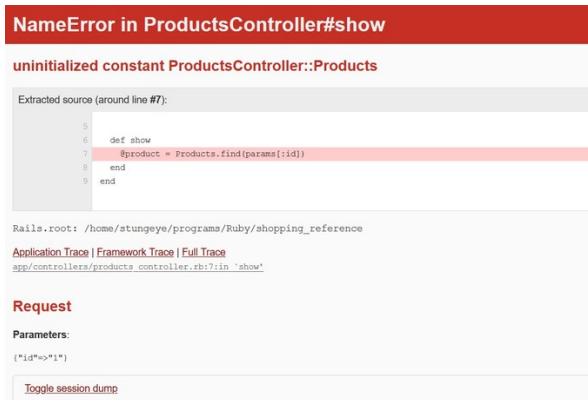 NameError in ProductsController#show
uninitialized constant ProductsController::Products
Extracted source (around line #7):
5
6 def show
7 @product = Products.find(params[:id])
8 end
9 end
Rails.root: /home/stungeye/programs/Ruby/shopping_reference
Application Trace | Framework Trace | Full Trace
app/controllers/products_controller.rb:7:in `show'
Request
Parameters:
{"id"=>"1"}
Toggle session dump